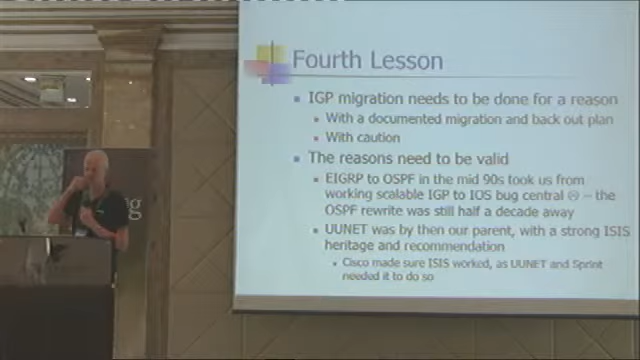 Fourth Lesson
IGP migration needs to be done for a reason
With a documented migration and back out plan
With caution
The reasons need to be valid
EIGRP to OSPF in the mid 90s took us from
working scalable IGP to IOS bug central ☹ – the
OSPF rewrite was still half a decade away
UUNET was by then our parent, with a strong ISIS
heritage and recommendation
Cisco made sure ISIS worked, as UUNET and Sprint
needed it to do so